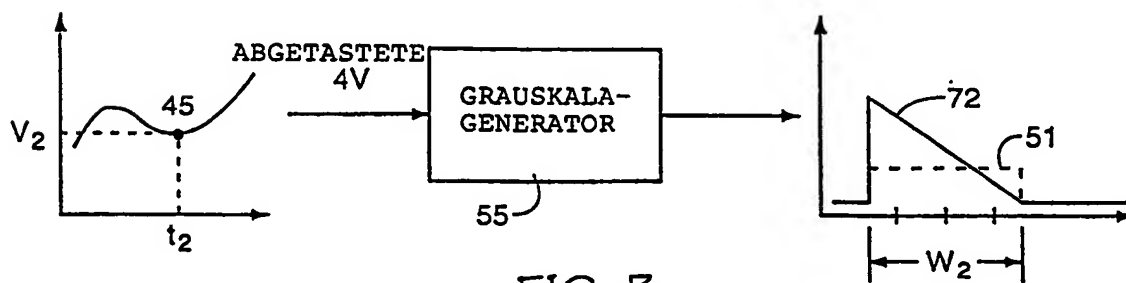 ABGETASTETE
4V
45
V2
t2
GRAUSKALA-
GENERATOR
55
72
51
W2